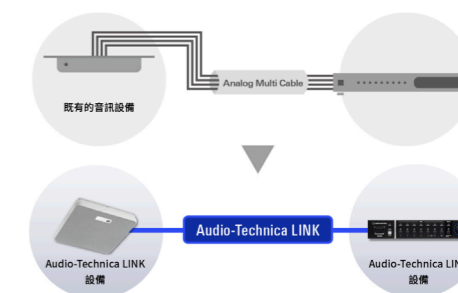 Analog Multi Cable
既有的音訊設備
Audio-Technica LINK
Audio-Technica LINK
設備
Audio-Technica LIN
設備